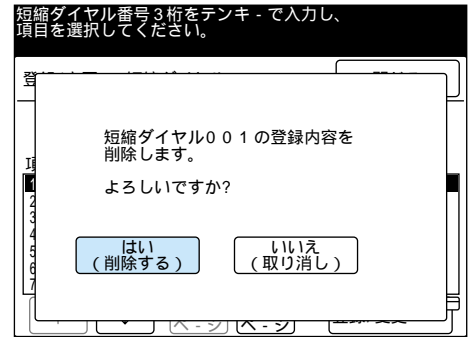 短縮ダイヤル番号３桁をテンキ - で入力し、
項目を選択してください。
短縮ダイヤル００１の登録内容を
削除します。
よろしいですか?
はい
( 削除する )
いいえ
( 取り消し )